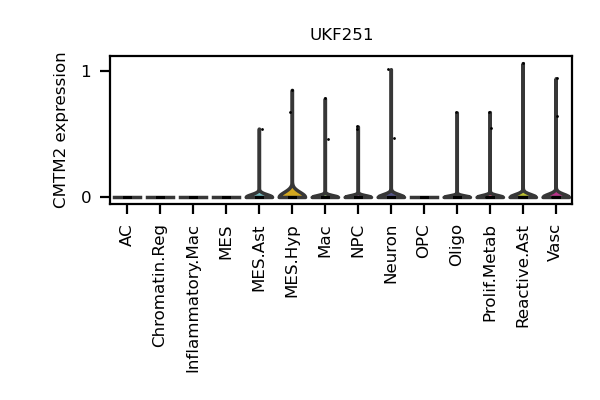 UKF251
CMTM2 expression
1
0
AC
Chromatin.Reg
Inflammatory.Mac
MES
MES.Ast
MES.Hyp
Mac
NPC
Neuron
OPC
Oligo
Prolif.Metab
Reactive.Ast
Vasc